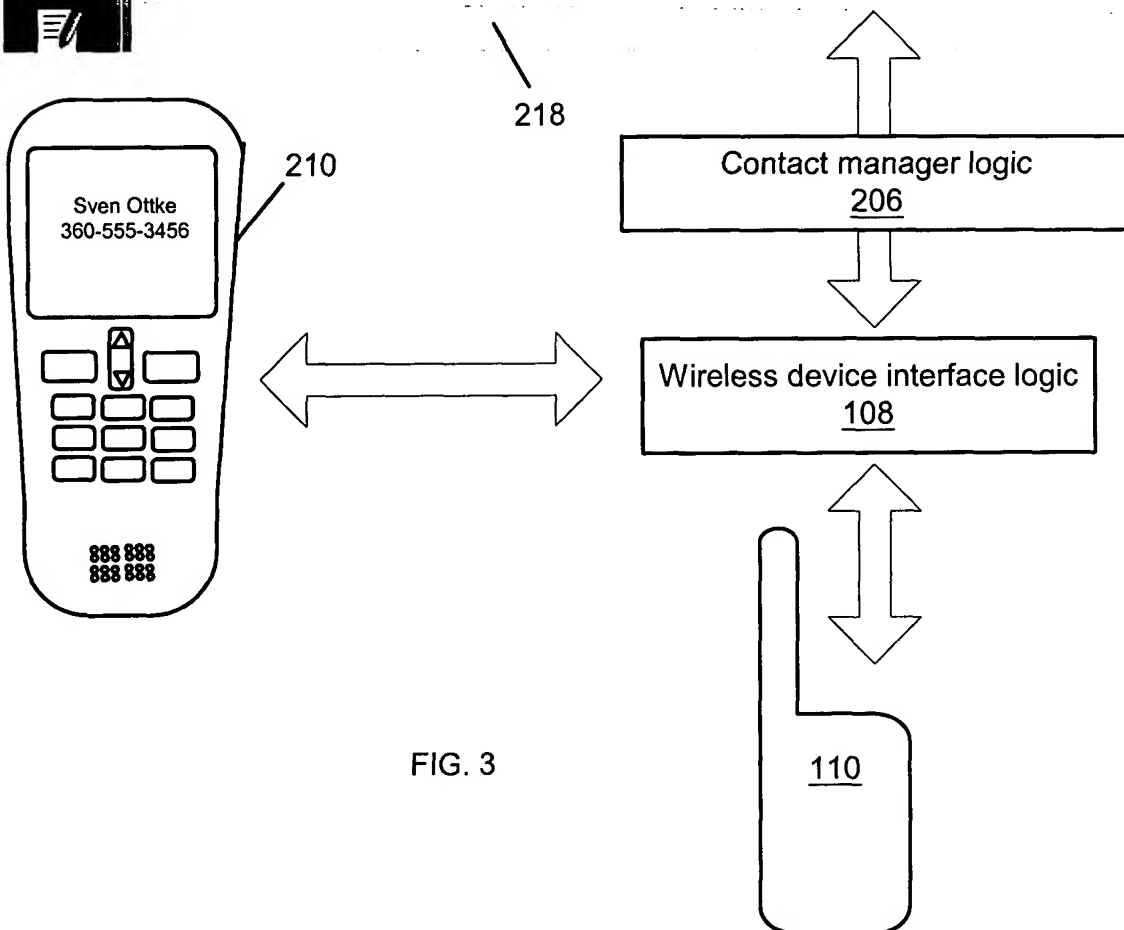 218
Contact manager logic
206
210
Sven Ottke
360-555-3456
Wireless device interface logic
108
FIG. 3
110